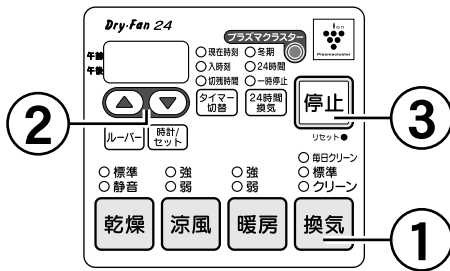 Dry·Fan 24
プラズマクラスター
ion
Plasmacluster
午前
午後
現在時刻
冬期
入時刻
24時間
切残時間
一時停止
タイマー
切替
24時間
換気
停止
②
③
ルーバー
時計/
セット
リセット
毎日クリーン
標準
強
強
標準
静音
弱
弱
クリーン
乾燥
涼風
暖房
換気
①